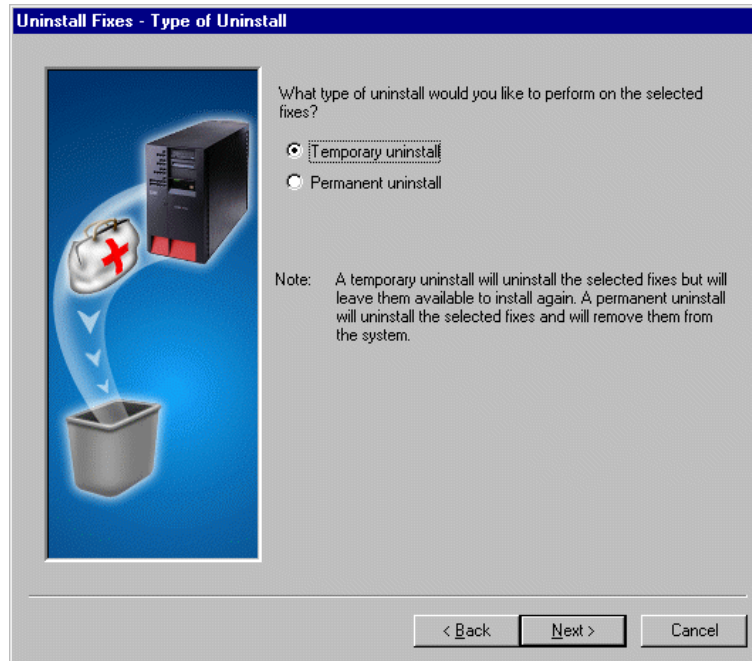 Uninstall Fixes - Type of Uninstall
What type of uninstall would you like to perform on the selected
fixes?
Temporary uninstall
Permanent uninstall
Note: A temporary uninstall will uninstall the selected fixes but will
leave them available to install again. A permanent uninstall
will uninstall the selected fixes and will remove them from
the system.
< Back Next > Cancel